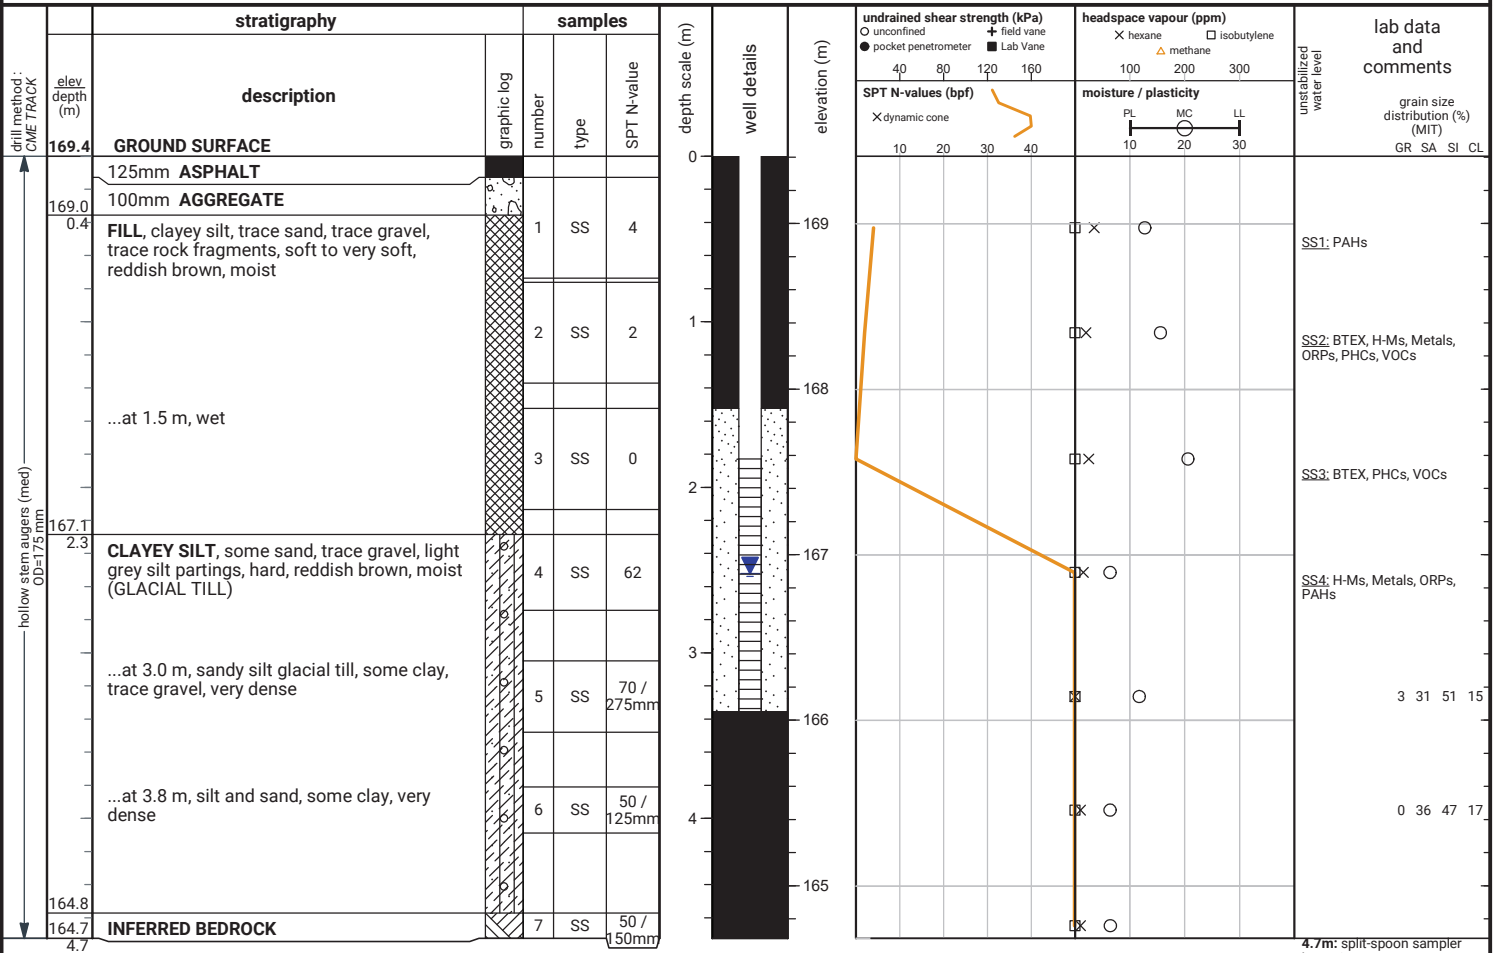 drill method :
CME TRACK
elev
depth
(m)
169.4
stratigraphy
description
GROUND SURFACE
graphic log
samples
number
type
SPT N-value
depth scale (m)
well details
elevation (m)
undrained shear strength (kPa)
unconfined
field vane
pocket penetrometer
Lab Vane
40 80 120 160
SPT N-values (bpf)
dynamic cone
10 20 30 40
headspace vapour (ppm)
hexane
isobutylene
methane
100 200 300
moisture / plasticity
PL MC LL
10 20 30
unstabilized
water level
lab data
and
comments
grain size
distribution (%)
(MIT)
GR SA SI CL
hollow stem augers (med)
OD=175 mm
125mm ASPHALT
100mm AGGREGATE
169.0
0.4
FILL, clayey silt, trace sand, trace gravel,
trace rock fragments, soft to very soft,
reddish brown, moist
1 SS 4
SS1: PAHs
2 SS 2
SS2: BTEX, H-Ms, Metals,
ORPs, PHCs, VOCs
...at 1.5 m, wet
3 SS 0
SS3: BTEX, PHCs, VOCs
167.1
2.3
CLAYEY SILT, some sand, trace gravel, light
grey silt partings, hard, reddish brown, moist
(GLACIAL TILL)
4 SS 62
SS4: H-Ms, Metals, ORPs,
PAHs
...at 3.0 m, sandy silt glacial till, some clay,
trace gravel, very dense
5 SS 70 /
275mm
3 31 51 15
...at 3.8 m, silt and sand, some clay, very
dense
6 SS 50 /
125mm
0 36 47 17
164.8
164.7
4.7
INFERRED BEDROCK
7 SS 50 /
150mm
0
1
2
3
4
169
168
167
166
165
4.7m: split-spoon sampler